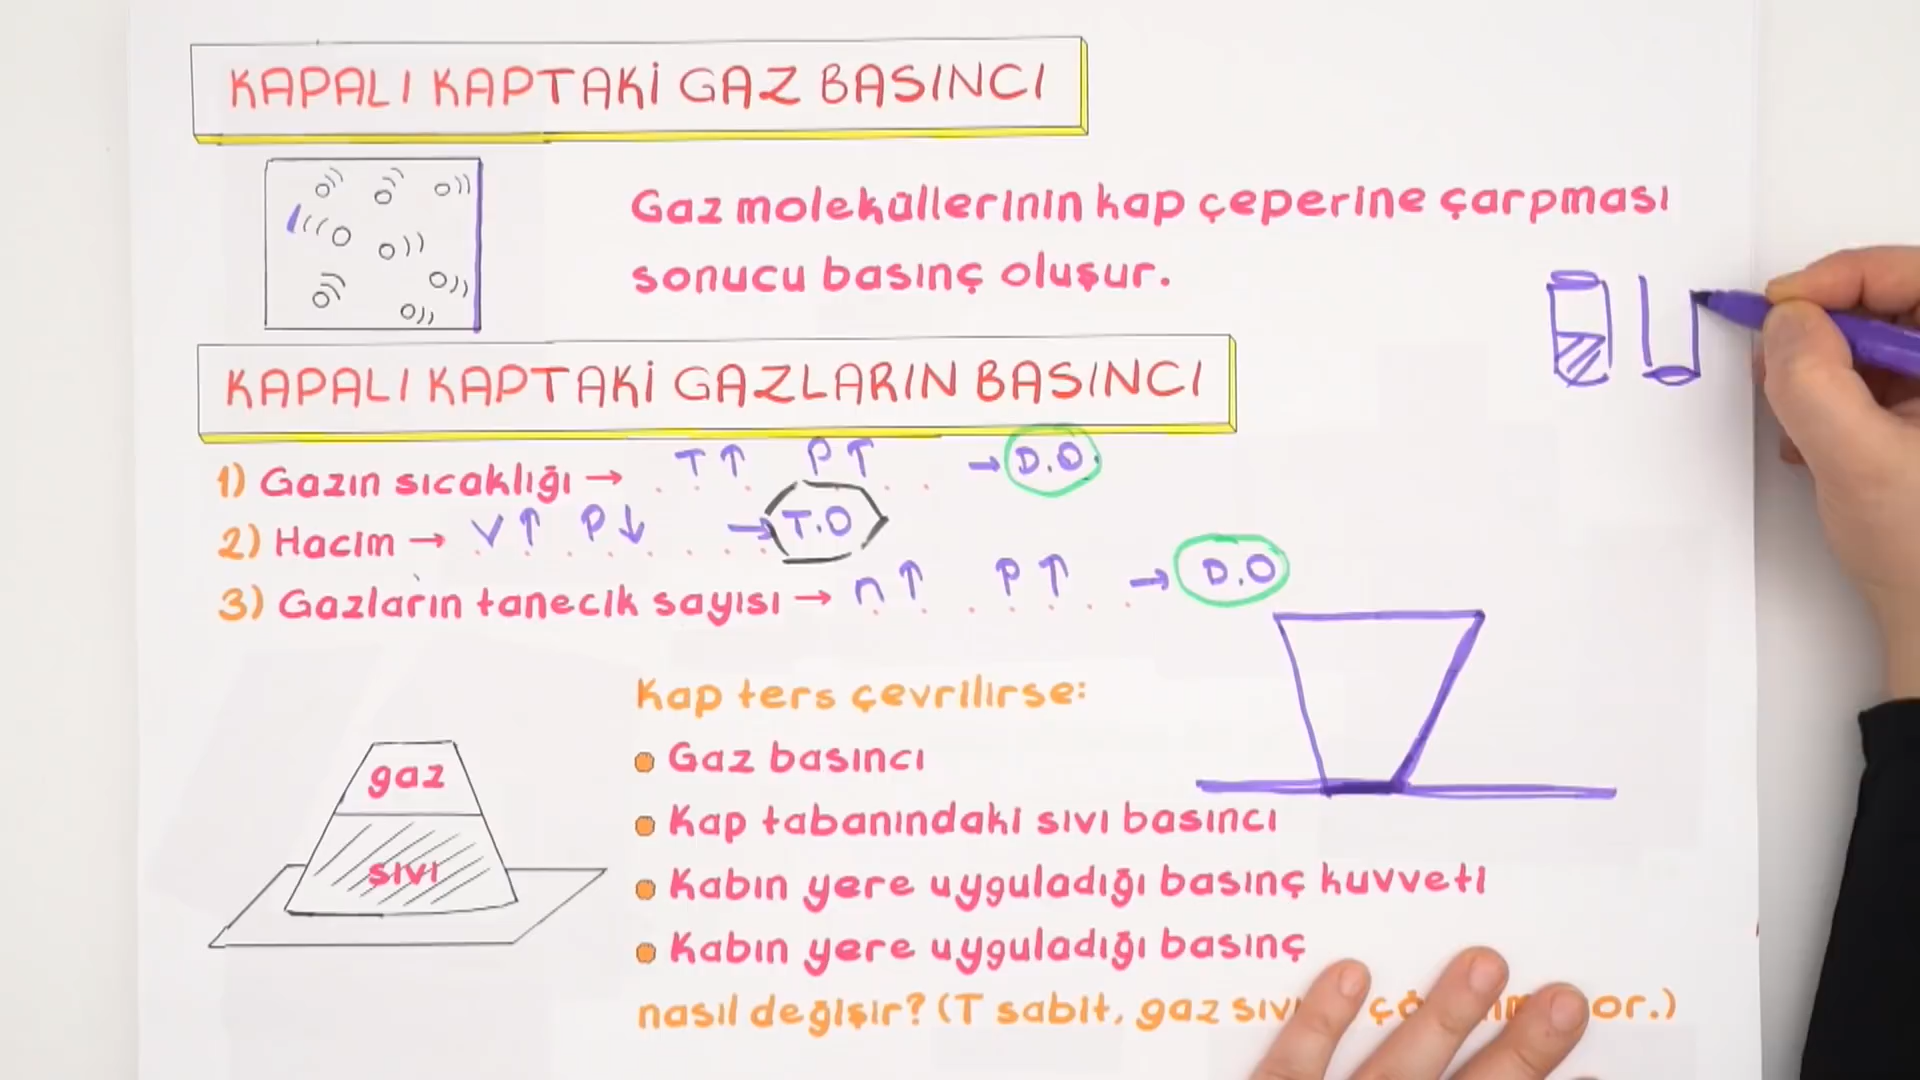 KAPALI KAPTAKİ GAZ BASINCI
Gaz moleküllerinin kap çeperine çarpması
sonucu basınç oluşur.
KAPALI KAPTAKİ GAZLARIN BASINCI
1) Gazın sıcaklığı → T↑ P↑ → D.O.
2) Hacim → V↑ P↓ → T.O
3) Gazların tanecik sayısı → n↑ P↑ → D.O
Kap ters çevrilirse:
gaz
sıvı
Gaz basıncı
Kap tabanındaki sıvı basıncı
Kabın yere uyguladığı basınç kuvveti
Kabın yere uyguladığı basınç
nasıl değişir? (T sabit, gaz